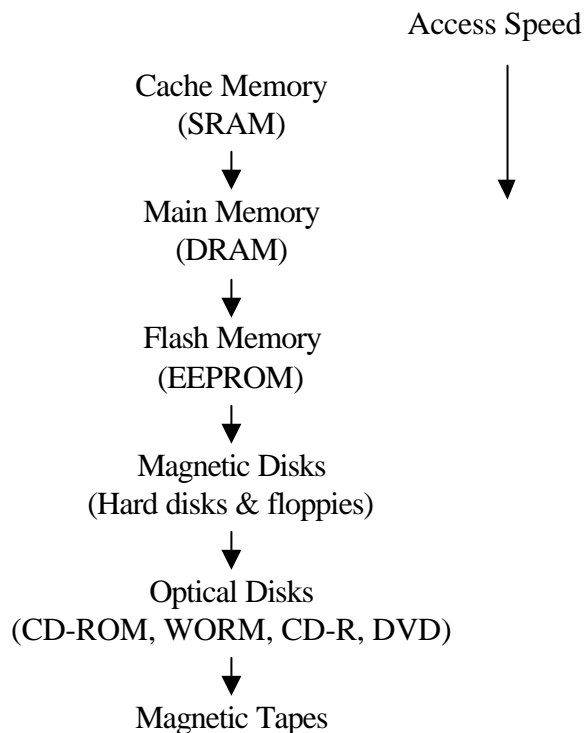 Access Speed
Cache Memory
(SRAM)
Main Memory
(DRAM)
Flash Memory
(EEPROM)
Magnetic Disks
(Hard disks & floppies)
Optical Disks
(CD-ROM, WORM, CD-R, DVD)
Magnetic Tapes